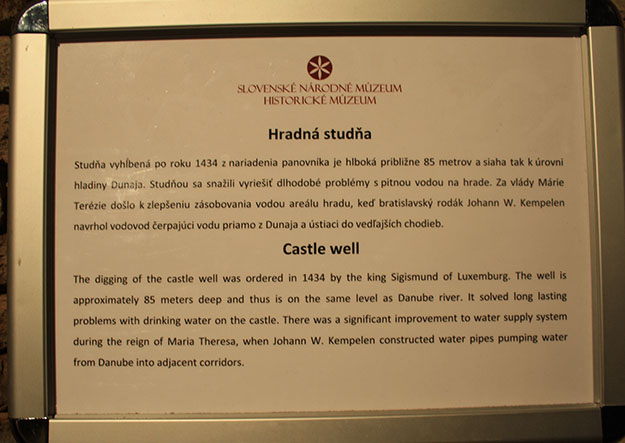 SLOVENSKÉ NÁRODNÉ MÚZEUM
HISTORICKÉ MÚZEUM
Hradná studňa
Studňa vyhĺbená po roku 1434 z nariadenia panovníka je hlboká približne 85 metrov a siaha tak k úrovni
hladiny Dunaja. Studňou sa snažili vyriešiť dlhodobé problémy s pitnou vodou na hrade. Za vlády Márie
Terézie došlo k zlepšeniu zásobovania vodou areálu hradu, keď bratislavský rodák Johann W. Kempelen
navrhol vodovod čerpajúci vodu priamo z Dunaja a ústiaci do vedľajších chodieb.
Castle well
The digging of the castle well was ordered in 1434 by the king Sigismund of Luxemburg. The well is
approximately 85 meters deep and thus is on the same level as Danube river. It solved long lasting
problems with drinking water on the castle. There was a significant improvement to water supply system
during the reign of Maria Theresa, when Johann W. Kempelen constructed water pipes pumping water
from Danube into adjacent corridors.